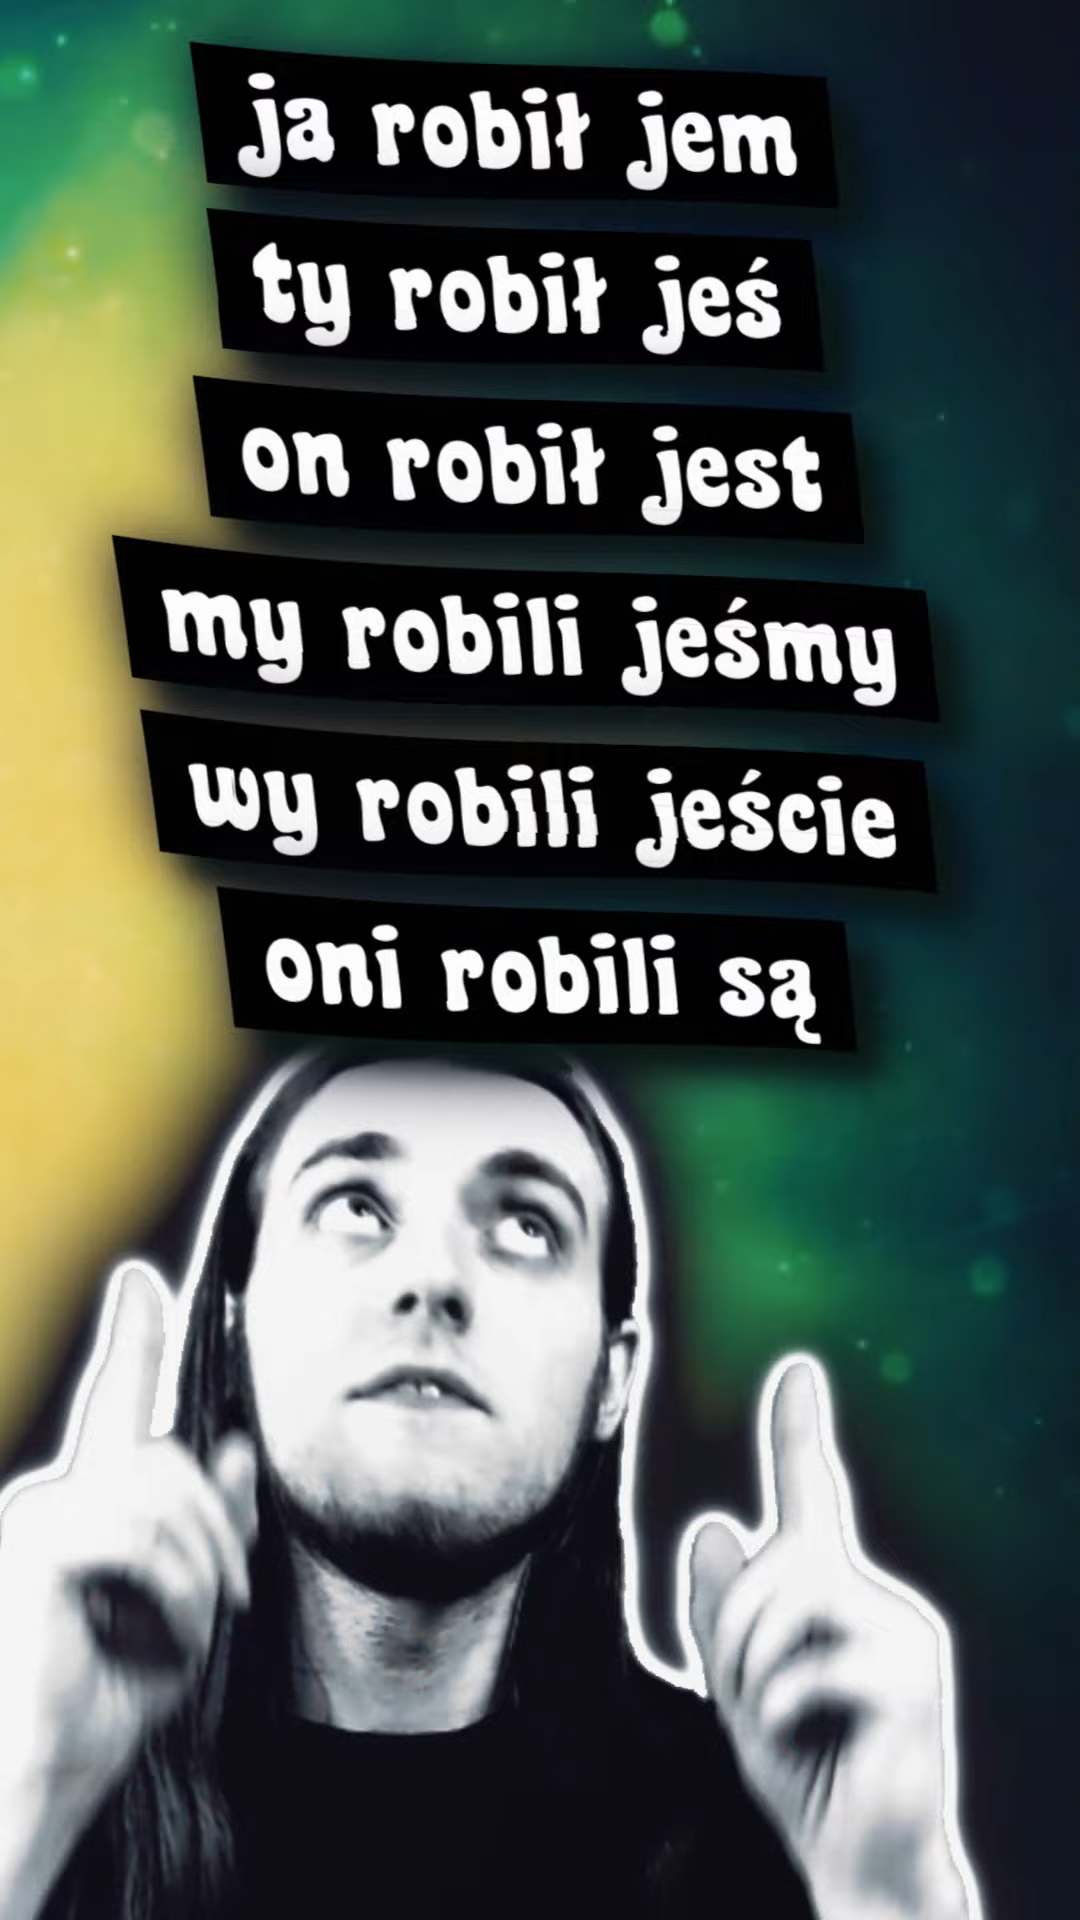 ja robił jem
ty robił jeś
on robił jest
my robili jeśmy
wy robili jeście
oni robili są